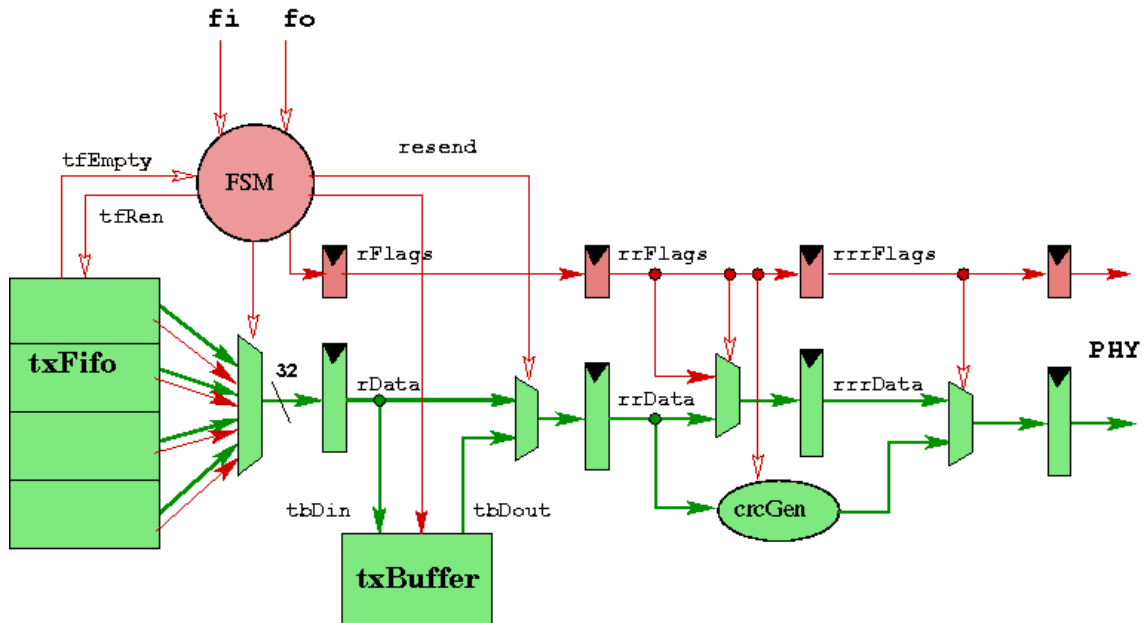 fi fo
resend
tfEmpty
FSM
tfRen
rFlags rrFlags rrrFlags
txFifo
PHY
32
rData rrData rrrData
tbDin tbDout crcGen
txBuffer